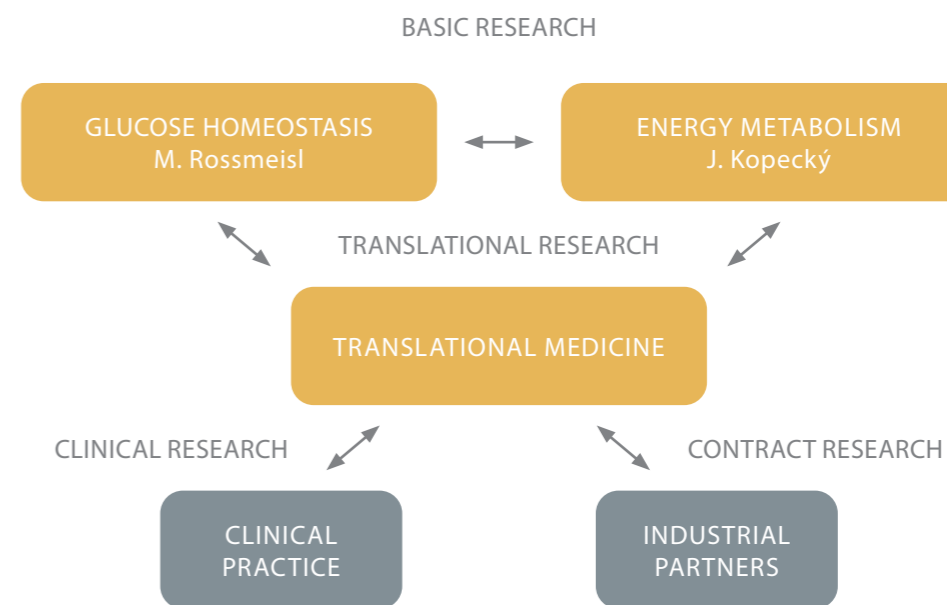 BASIC RESEARCH
GLUCOSE HOMEOSTASIS
M. Rossmeisl
ENERGY METABOLISM
J. Kopecký
TRANSLATIONAL RESEARCH
TRANSLATIONAL MEDICINE
CLINICAL RESEARCH
CONTRACT RESEARCH
CLINICAL
PRACTICE
INDUSTRIAL
PARTNERS